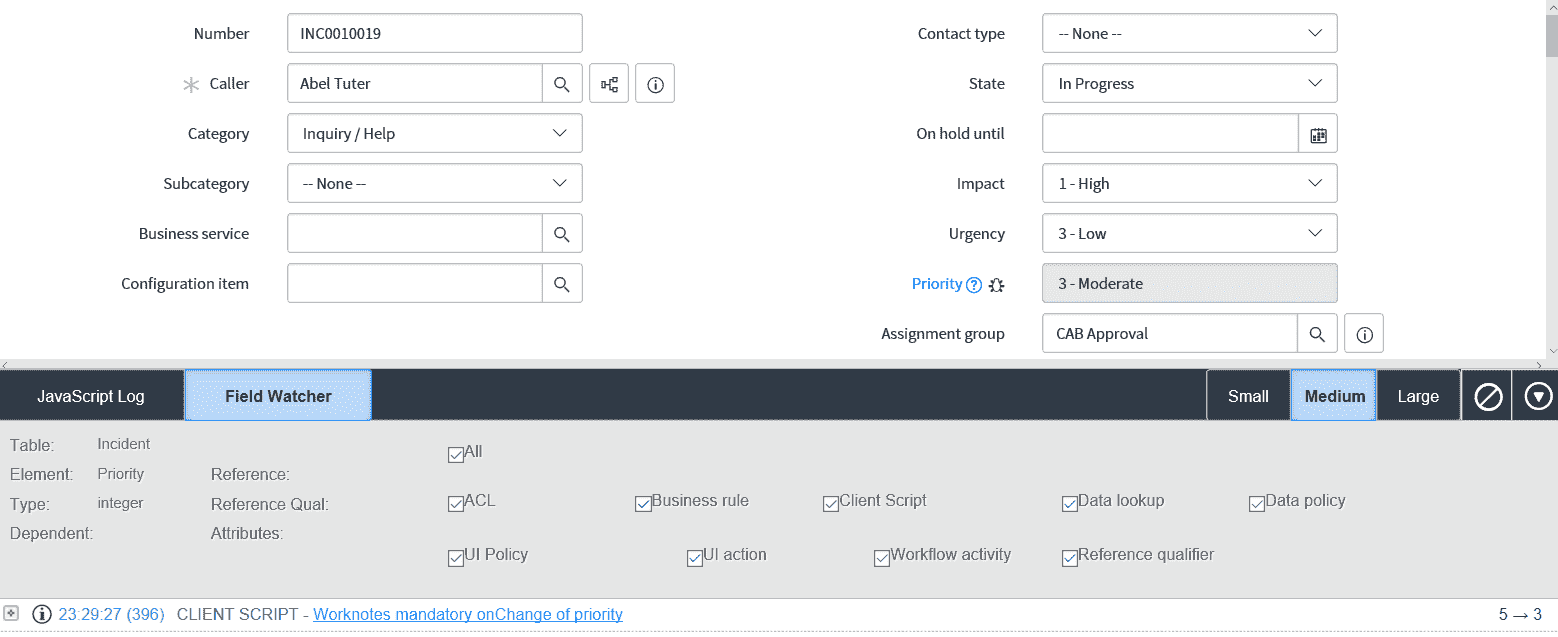 Number INC0010019 Contact type -- None --
Caller Abel Tuter State In Progress
Category Inquiry / Help On hold until
Subcategory -- None -- Impact 1 - High
Business service Urgency 3 - Low
Configuration item Priority 3 - Moderate
Assignment group CAB Approval
JavaScript Log Field Watcher Small Medium Large
Table: Incident All
Element: Priority Reference:
Type: integer Reference Qual: ACL Business rule Client Script Data lookup Data policy
Dependent: Attributes:
UI Policy UI action Workflow activity Reference qualifier
23:29:27 (396) CLIENT SCRIPT - Worknotes mandatory onChange of priority 5 → 3